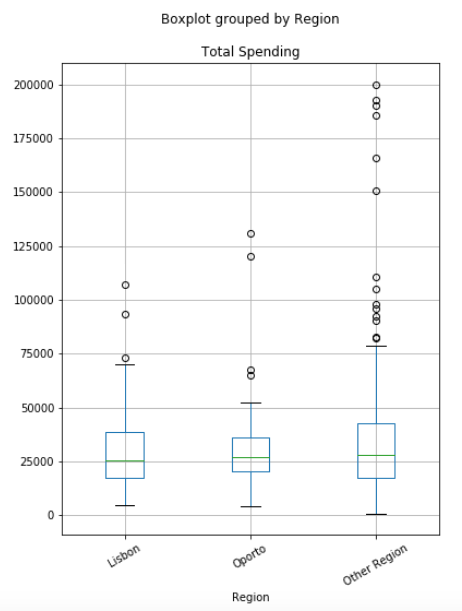 Boxplot grouped by Region
Total Spending
200000
175000
150000
125000
100000
75000
50000
25000
0
Lisbon
Oporto
Other Region
Region